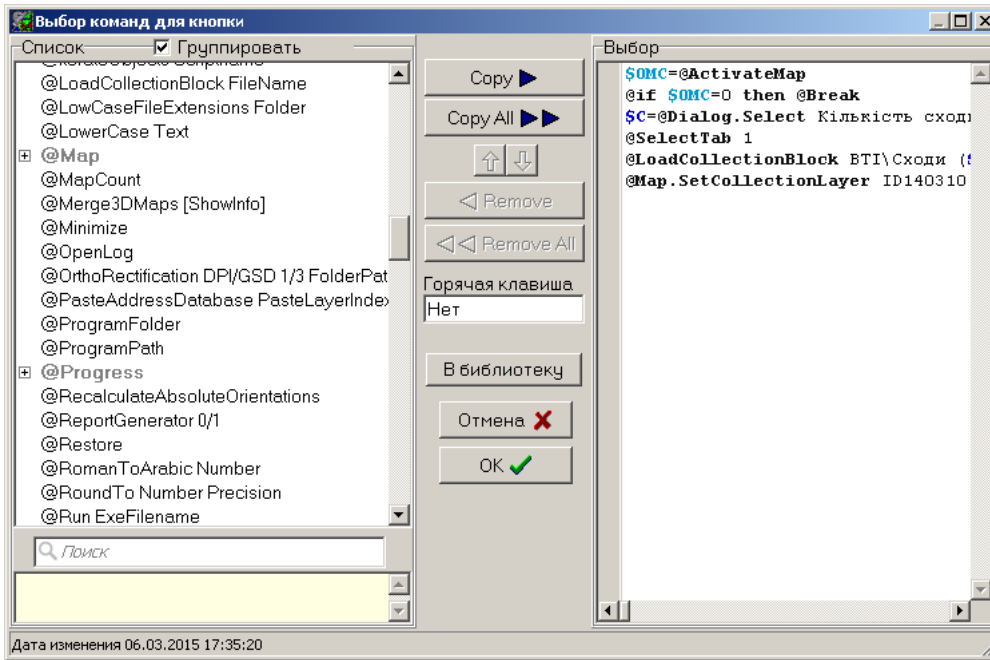 Выбор команд для кнопки
Список
Группировать
@LoadCollectionBlock FileName
@LowCaseFileExtensions Folder
@LowerCase Text
@Map
@MapCount
@Merge3DMaps [ShowInfo]
@Minimize
@OpenLog
@OrthoRectification DPI/GSD 1/3 FolderPat
@PasteAddressDatabase PasteLayerIndex
@ProgramFolder
@ProgramPath
@Progress
@RecalculateAbsoluteOrientations
@ReportGenerator 0/1
@Restore
@RomanToArabic Number
@RoundTo Number Precision
@Run ExeFilename
Поиск
Copy
Copy All
Remove
Remove All
Горячая клавиша
Нет
В библиотеку
Отмена
OK
Выбор
$OMC=@ActivateMap
@if $OMC=0 then @Break
$C=@Dialog.Select Кількість сход
@SelectTab 1
@LoadCollectionBlock ВТІ\Сходи (
@Map.SetCollectionLayer ID140310
Дата изменения 06.03.2015 17:35:20